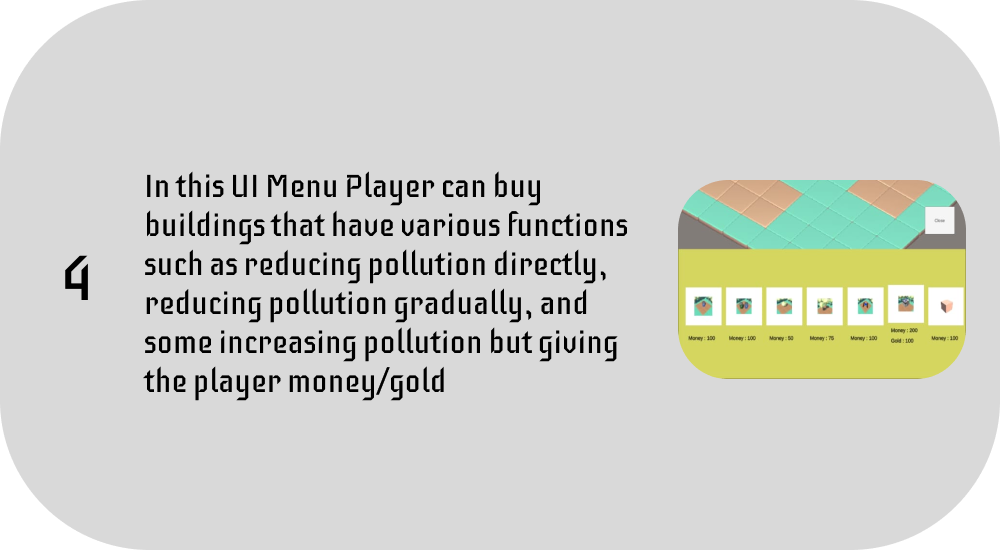 4
In this UI Menu Player can buy
buildings that have various functions
such as reducing pollution directly,
reducing pollution gradually, and
some increasing pollution but giving
the player money/gold
Close
Money : 100
Money : 100
Money : 50
Money : 75
Money : 100
Money : 200
Gold : 100
Money : 100